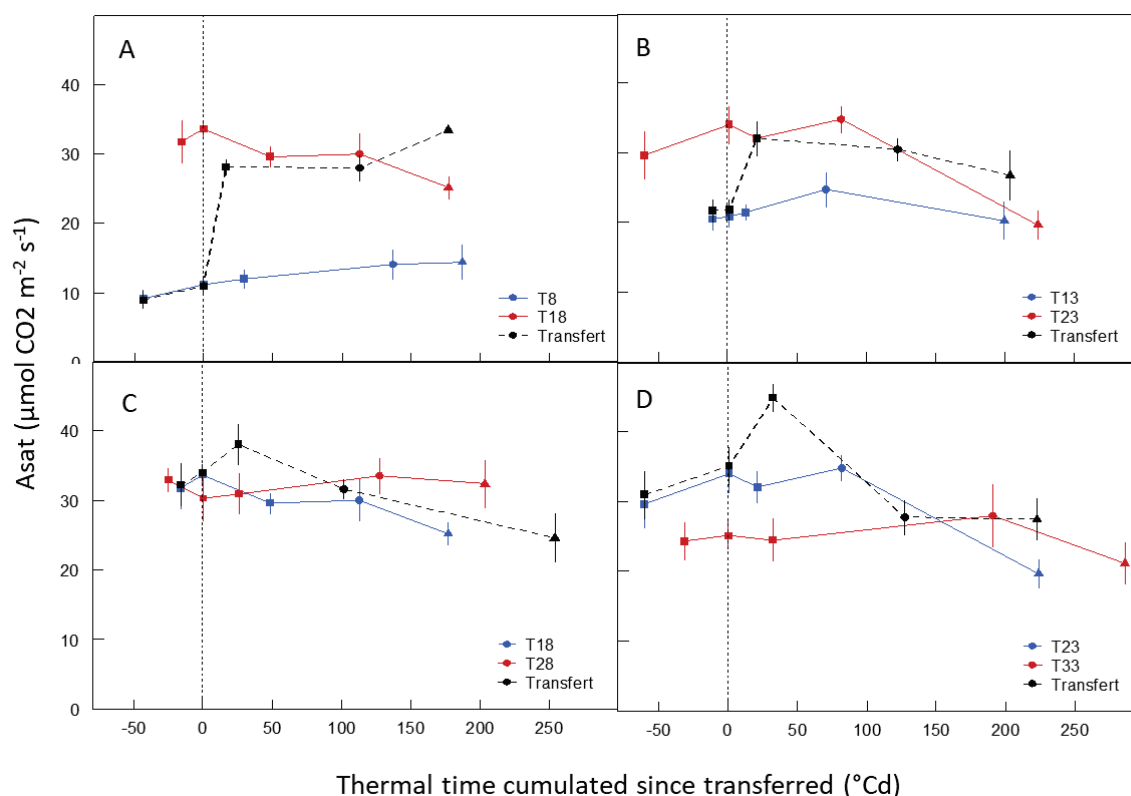 A
B
40
30
20
10
0
T8
T18
Transfert
T13
T23
Transfert
C
D
40
30
20
10
0
T18
T28
Transfert
T23
T33
Transfert
-50 0 50 100 150 200 250
-50 0 50 100 150 200 250
Asat (µmol CO2 m⁻² s⁻¹)
Thermal time cumulated since transferred (°Cd)